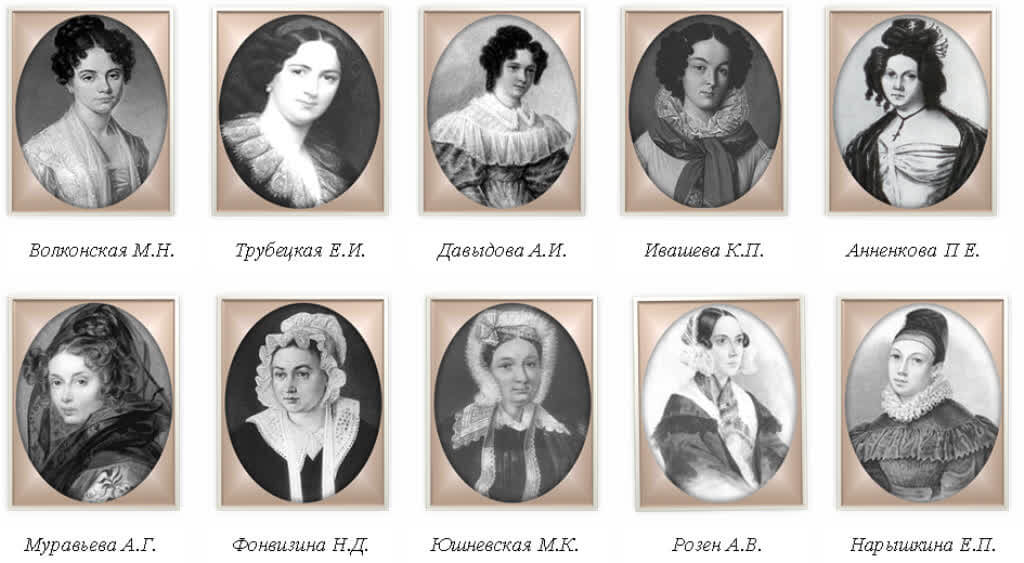 Волконская М.Н.
Трубецкая Е.И.
Давыдова А.И.
Ивашева К.П.
Анненкова П Е.
Муравьева А.Г.
Фонвизина Н.Д.
Юшневская М.К.
Розен А.В.
Нарышкина Е.П.